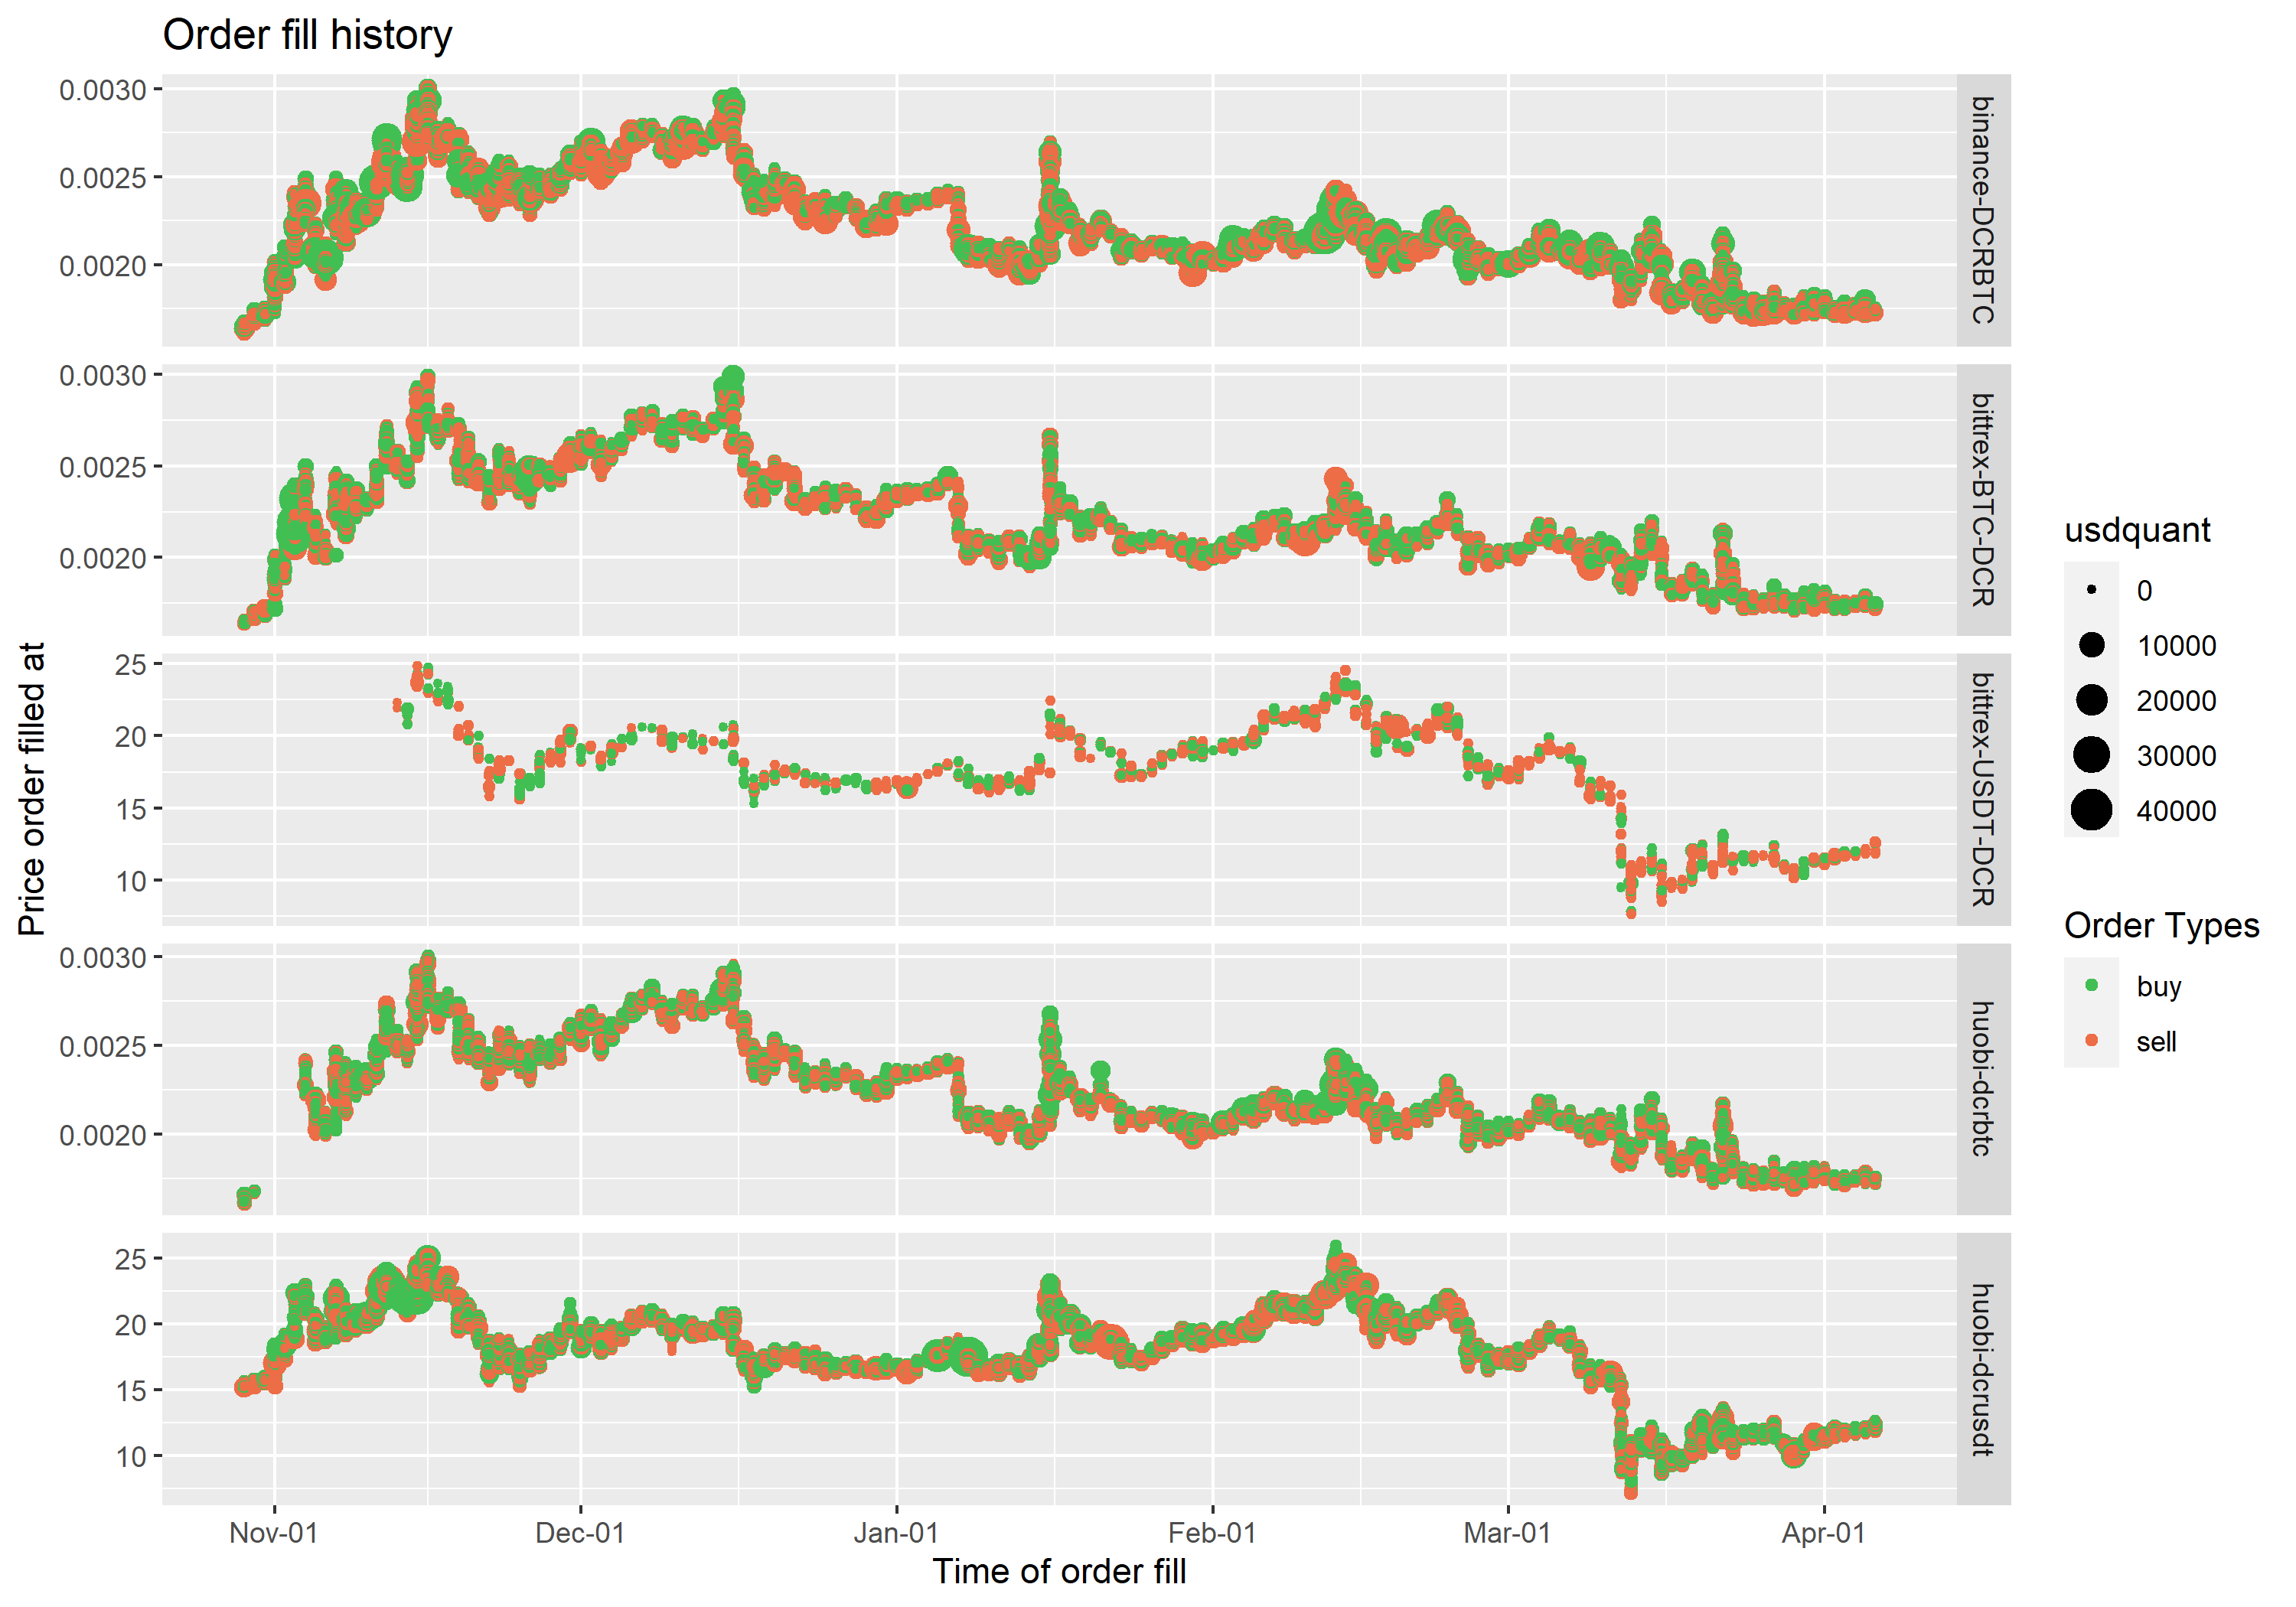 Order fill history
Price order filled at
0.0030
0.0025
0.0020
binance-DCRBTC
0.0030
0.0025
0.0020
bittrex-BTC-DCR
25
20
15
10
bittrex-USDT-DCR
0.0030
0.0025
0.0020
huobi-dcrbtc
25
20
15
10
huobi-dcrusdt
Nov-01 Dec-01 Jan-01 Feb-01 Mar-01 Apr-01
Time of order fill
usdquant
0
10000
20000
30000
40000
Order Types
buy
sell